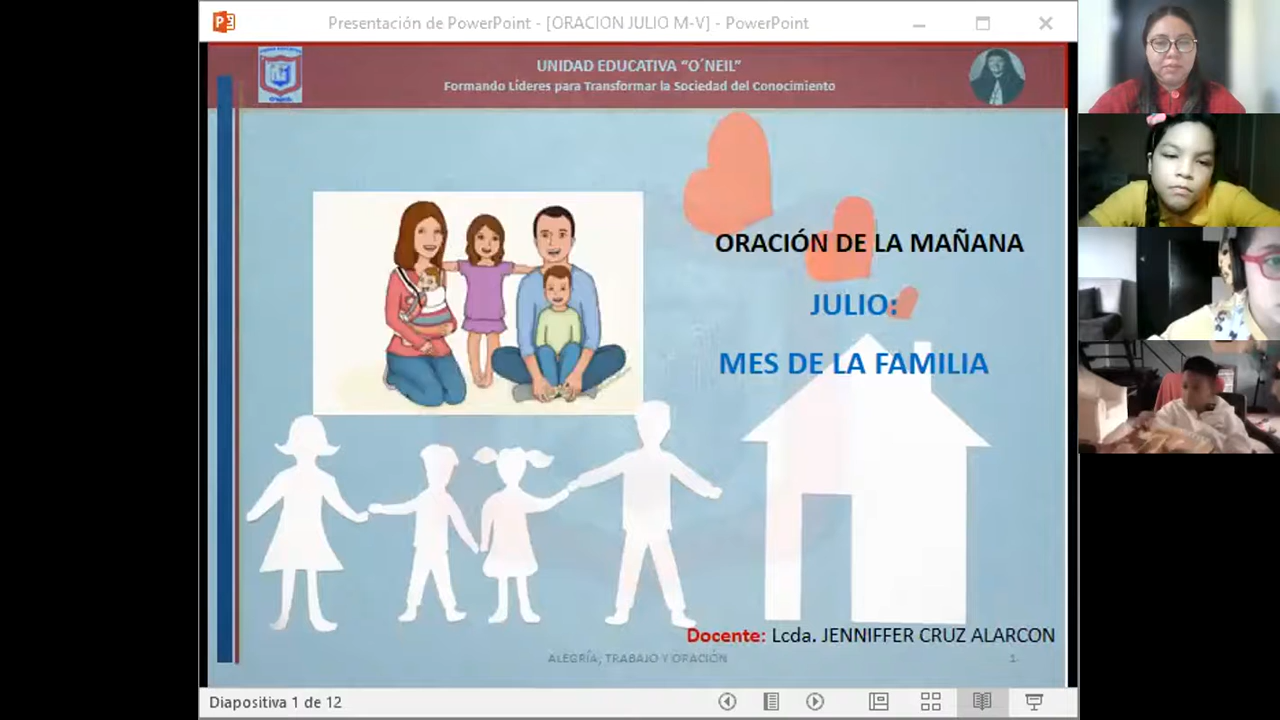 Presentación de PowerPoint - [ORACION JULIO M-V] - PowerPoint
UNIDAD EDUCATIVA “O´NEIL”
Formando Líderes para Transformar la Sociedad del Conocimiento
ORACIÓN DE LA MAÑANA
JULIO:
MES DE LA FAMILIA
Docente: Lcda. JENNIFFER CRUZ ALARCON
ALEGRÍA, TRABAJO Y ORACIÓN
1
Diapositiva 1 de 12